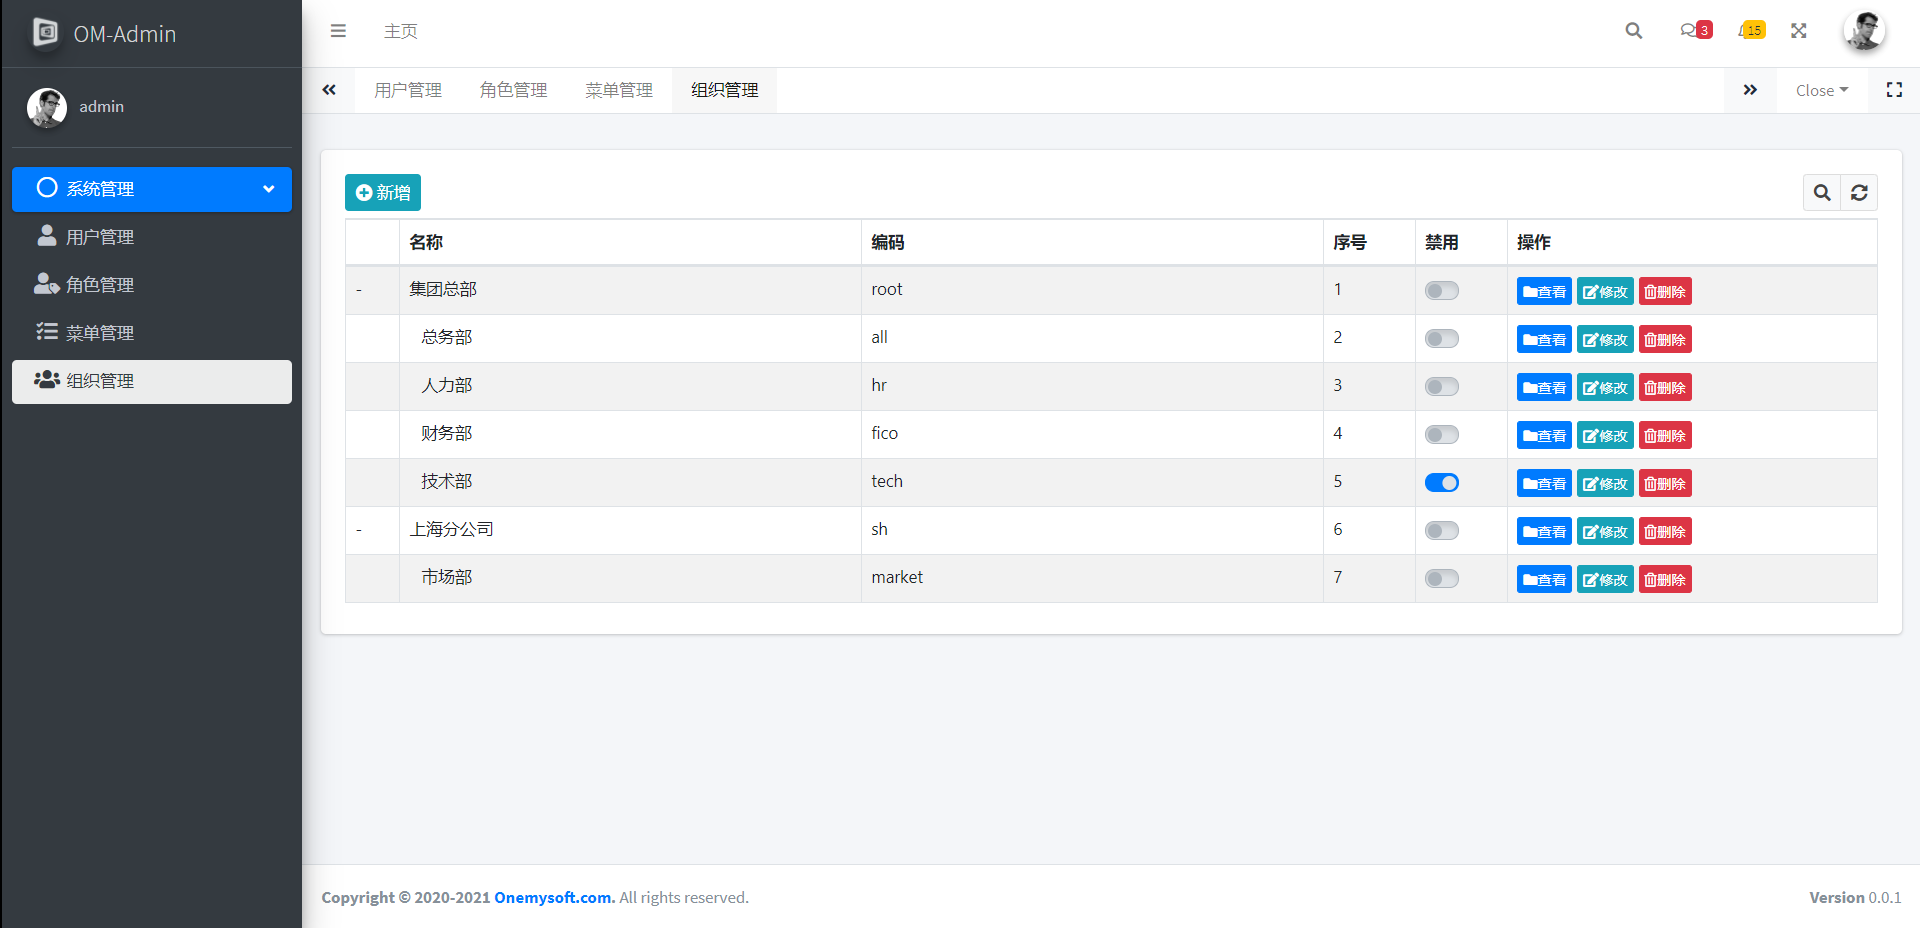 OM-Admin
主页
3
15
admin
用户管理
角色管理
菜单管理
组织管理
Close
系统管理
用户管理
角色管理
菜单管理
组织管理
新增
名称 编码 序号 禁用 操作
- 集团总部 root 1 查看 修改 删除
总务部 all 2 查看 修改 删除
人力部 hr 3 查看 修改 删除
财务部 fico 4 查看 修改 删除
技术部 tech 5 查看 修改 删除
- 上海分公司 sh 6 查看 修改 删除
市场部 market 7 查看 修改 删除
Copyright © 2020-2021 Onemysoft.com. All rights reserved.
Version 0.0.1